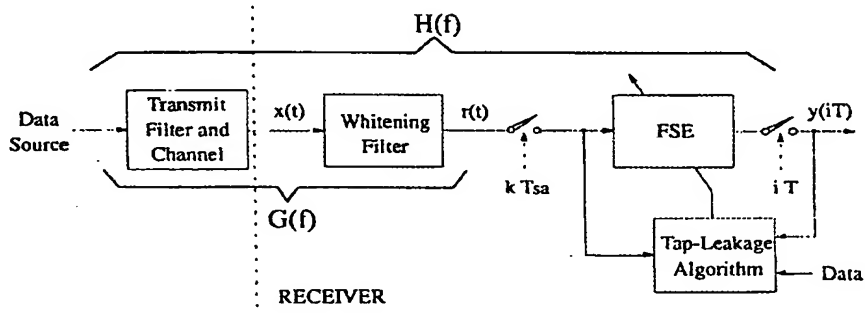 H(f)
Data
Source
Transmit
Filter and
Channel
x(t)
Whitening
Filter
r(t)
k Tsa
FSE
y(iT)
i T
G(f)
Tap-Leakage
Algorithm
Data
RECEIVER